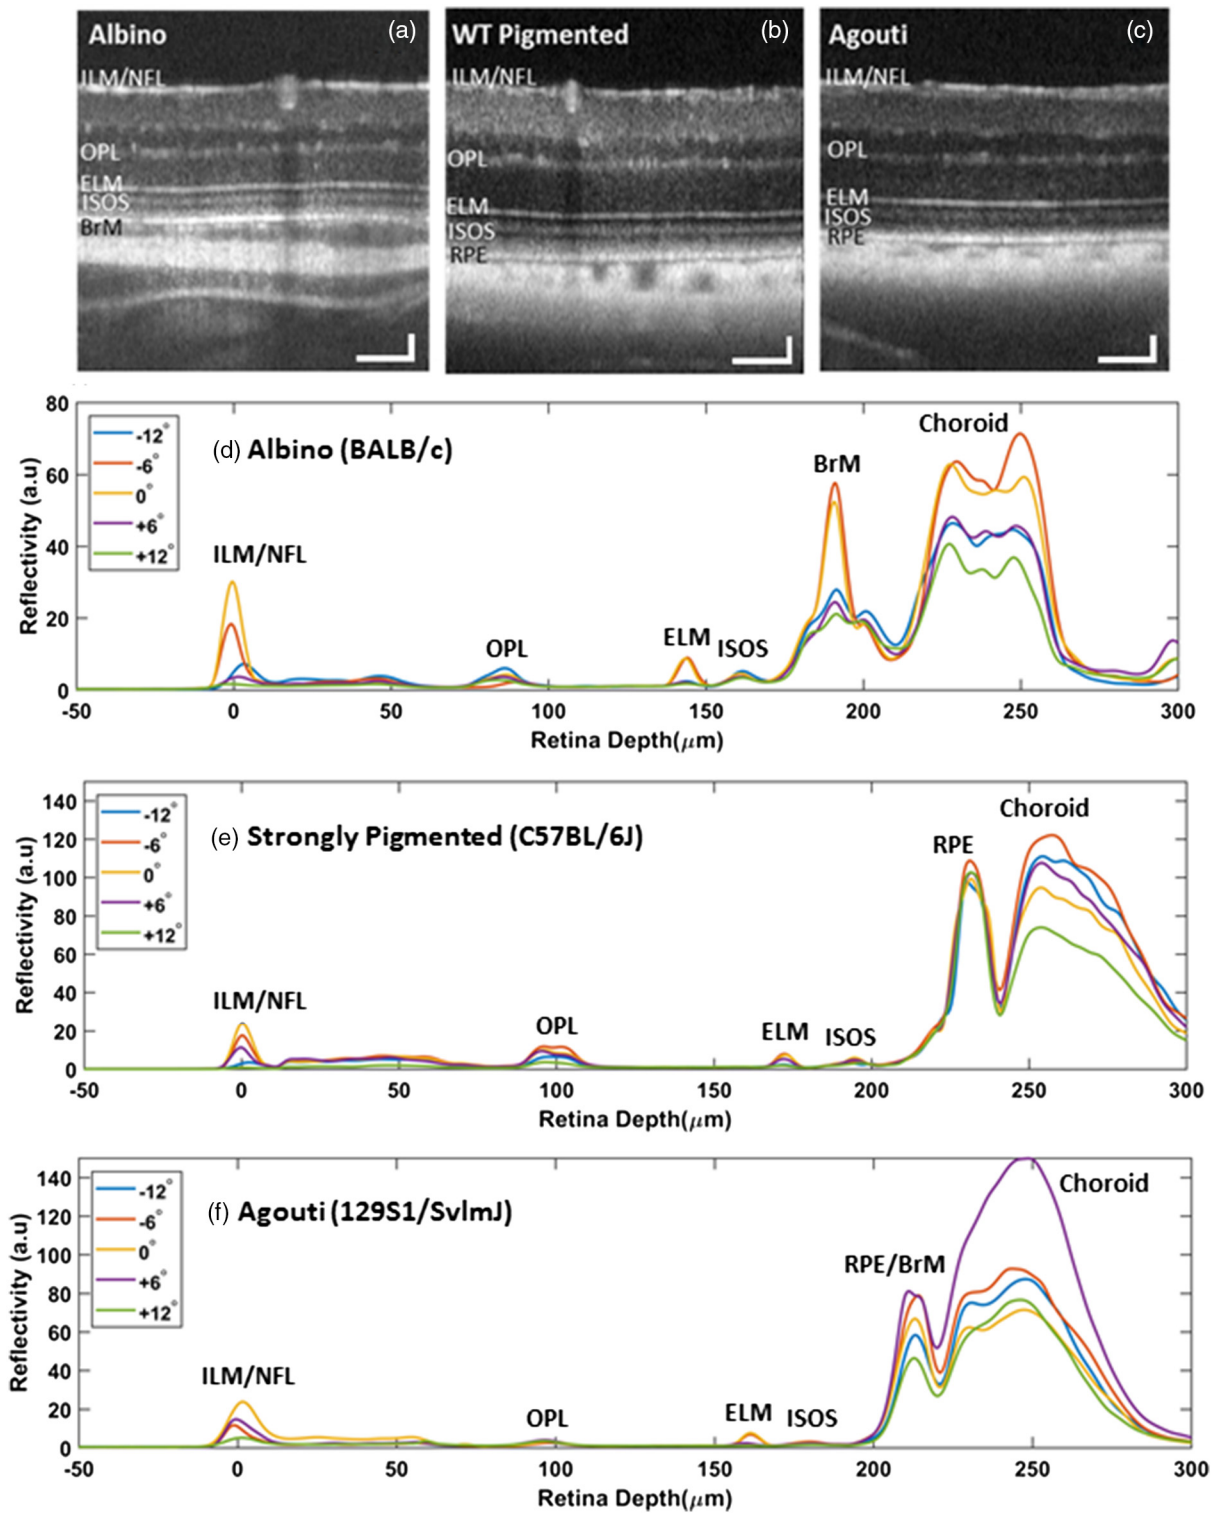 Albino (a)
ILM/NFL
OPL
ELM
ISOS
BrM
WT Pigmented (b)
ILM/NFL
OPL
ELM
ISOS
RPE
Agouti (c)
ILM/NFL
OPL
ELM
ISOS
RPE
(d) Albino (BALB/c)
-12°
-6°
0°
+6°
+12°
ILM/NFL
OPL
ELM
ISOS
BrM
Choroid
Reflectivity (a.u)
80
60
40
20
0
-50 0 50 100 150 200 250 300
Retina Depth(μm)
(e) Strongly Pigmented (C57BL/6J)
-12°
-6°
0°
+6°
+12°
ILM/NFL
OPL
ELM
ISOS
RPE
Choroid
Reflectivity (a.u)
140
120
100
80
60
40
20
0
-50 0 50 100 150 200 250 300
Retina Depth(μm)
(f) Agouti (129S1/SvlmJ)
-12°
-6°
0°
+6°
+12°
ILM/NFL
OPL
ELM
ISOS
RPE/BrM
Choroid
Reflectivity (a.u)
140
120
100
80
60
40
20
0
-50 0 50 100 150 200 250 300
Retina Depth(μm)